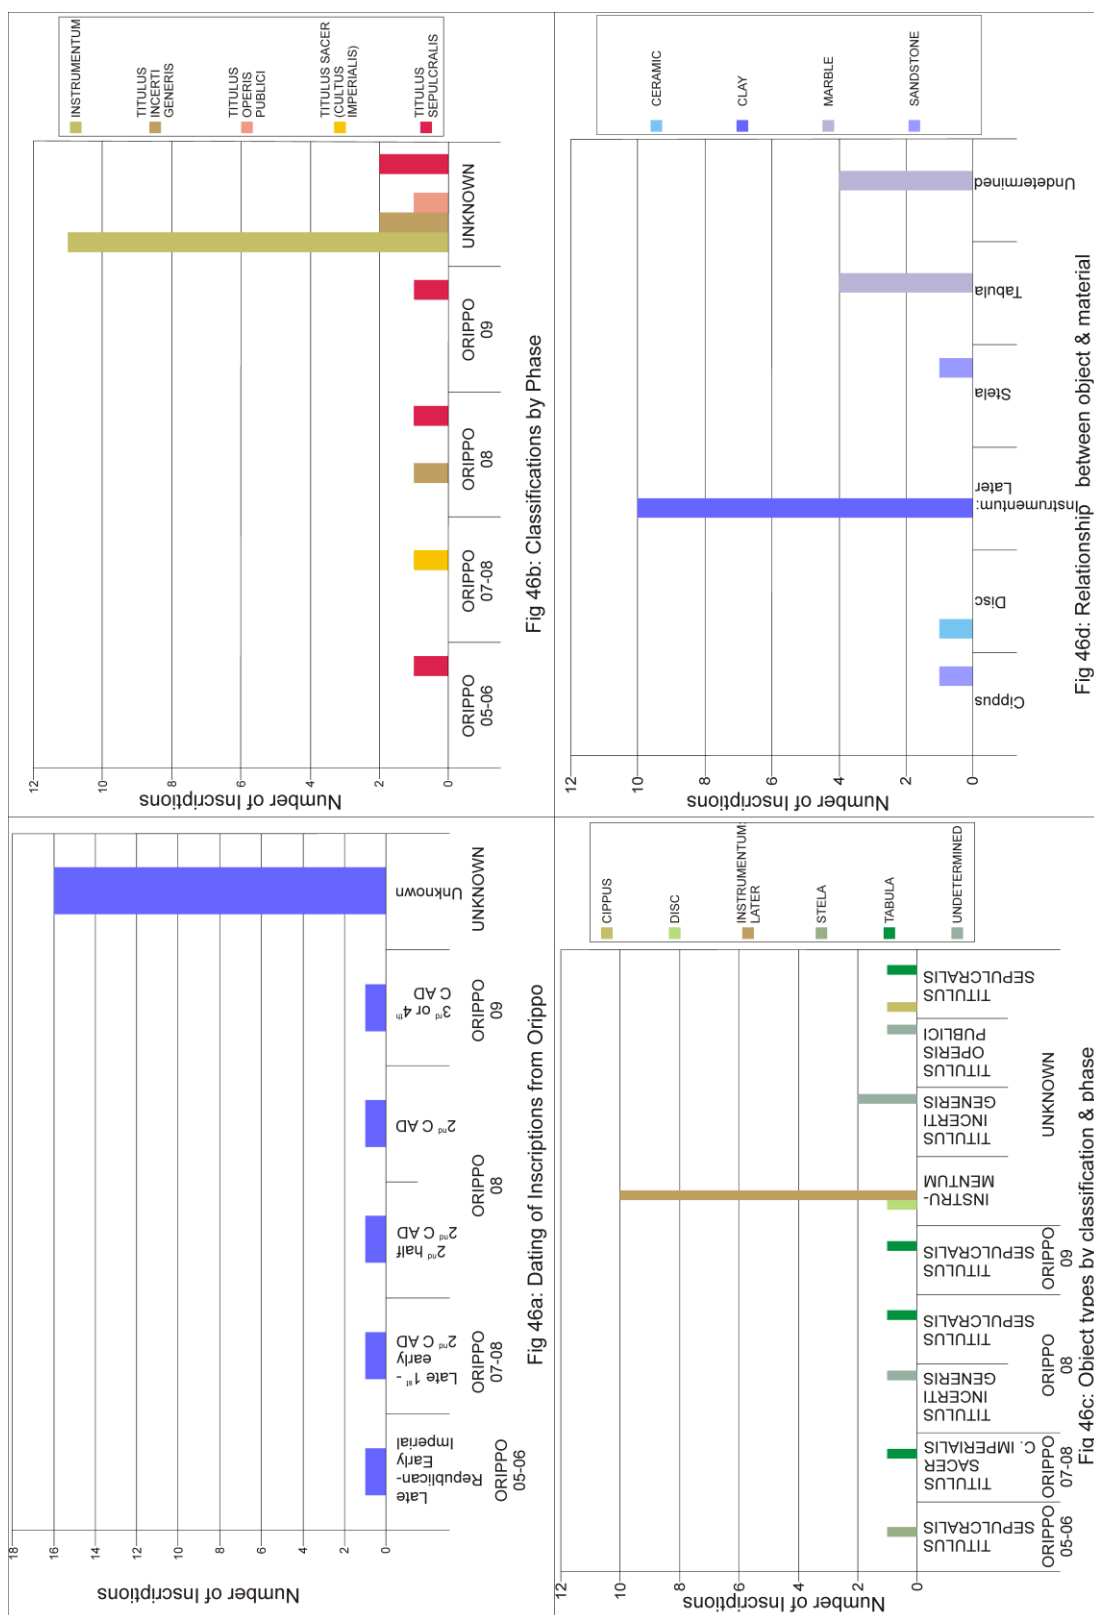 Number of Inscriptions
18
16
14
12
10
8
6
4
2
0
Late
Republican-
Early
Imperial
Late 1st -
early
2nd C AD
2nd half
2nd C AD
2nd C AD
3rd or 4th
C AD
Unknown
ORIPPO
05-06
ORIPPO
07-08
ORIPPO
08
ORIPPO
09
UNKNOWN
Fig 46a: Dating of Inscriptions from Orippo
Number of Inscriptions
12
10
8
6
4
2
0
ORIPPO
05-06
ORIPPO
07-08
ORIPPO
08
ORIPPO
09
UNKNOWN
INSTRUMENTUM
TITULUS
INCERTI
GENERIS
TITULUS
OPERIS
PUBLICI
TITULUS SACER
(CULTUS
IMPERIALIS)
TITULUS
SEPULCRALIS
Fig 46b: Classifications by Phase
Number of Inscriptions
12
10
8
6
4
2
0
TITULUS
SEPULCRALIS
TITULUS
SACER
C. IMPERIALIS
TITULUS
INCERTI
GENERIS
TITULUS
SEPULCRALIS
TITULUS
SEPULCRALIS
INSTRU-
MENTUM
TITULUS
INCERTI
GENERIS
TITULUS
OPERIS
PUBLICI
TITULUS
SEPULCRALIS
ORIPPO
05-06
ORIPPO
07-08
ORIPPO
08
ORIPPO
09
UNKNOWN
CIPPUS
DISC
INSTRUMENTUM:
LATER
STELA
TABULA
UNDETERMINED
Fig 46c: Object types by classification & phase
Number of Inscriptions
12
10
8
6
4
2
0
Cippus
Disc
Instrumentum:
Later
Stela
Tabula
Undetermined
CERAMIC
CLAY
MARBLE
SANDSTONE
Fig 46d: Relationship between object & material